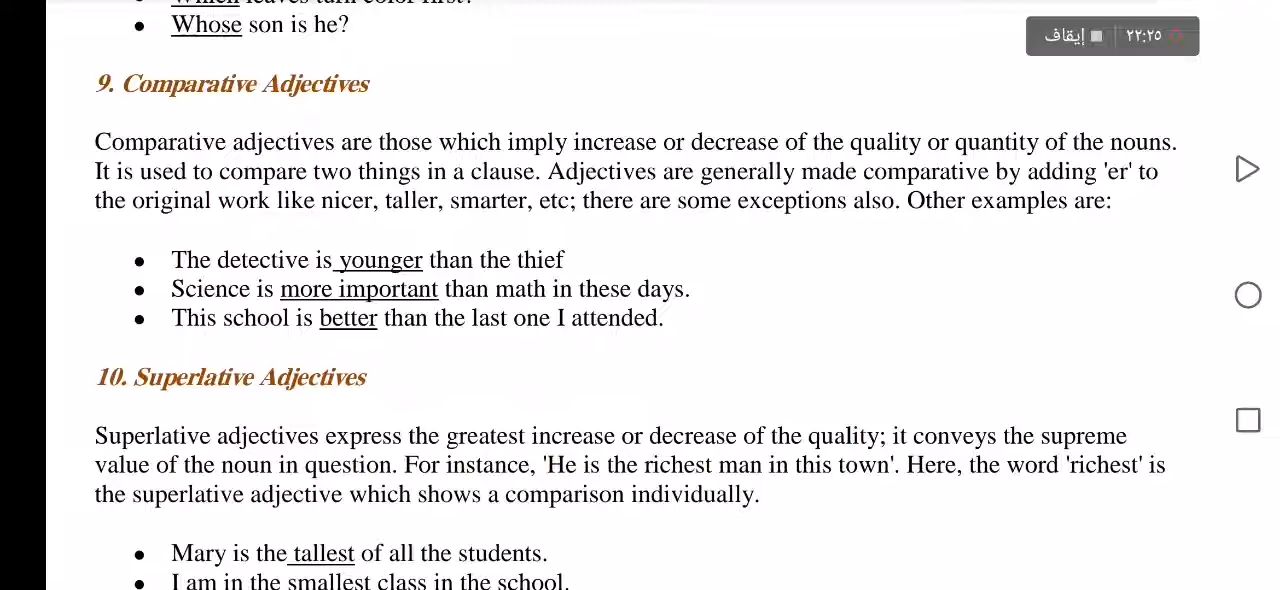 Which leaves turn color first?
Whose son is he?
إيقاف ٢٢:٢٥
9. Comparative Adjectives
Comparative adjectives are those which imply increase or decrease of the quality or quantity of the nouns.
It is used to compare two things in a clause. Adjectives are generally made comparative by adding 'er' to
the original work like nicer, taller, smarter, etc; there are some exceptions also. Other examples are:
The detective is younger than the thief
Science is more important than math in these days.
This school is better than the last one I attended.
10. Superlative Adjectives
Superlative adjectives express the greatest increase or decrease of the quality; it conveys the supreme
value of the noun in question. For instance, 'He is the richest man in this town'. Here, the word 'richest' is
the superlative adjective which shows a comparison individually.
Mary is the tallest of all the students.
I am in the smallest class in the school.